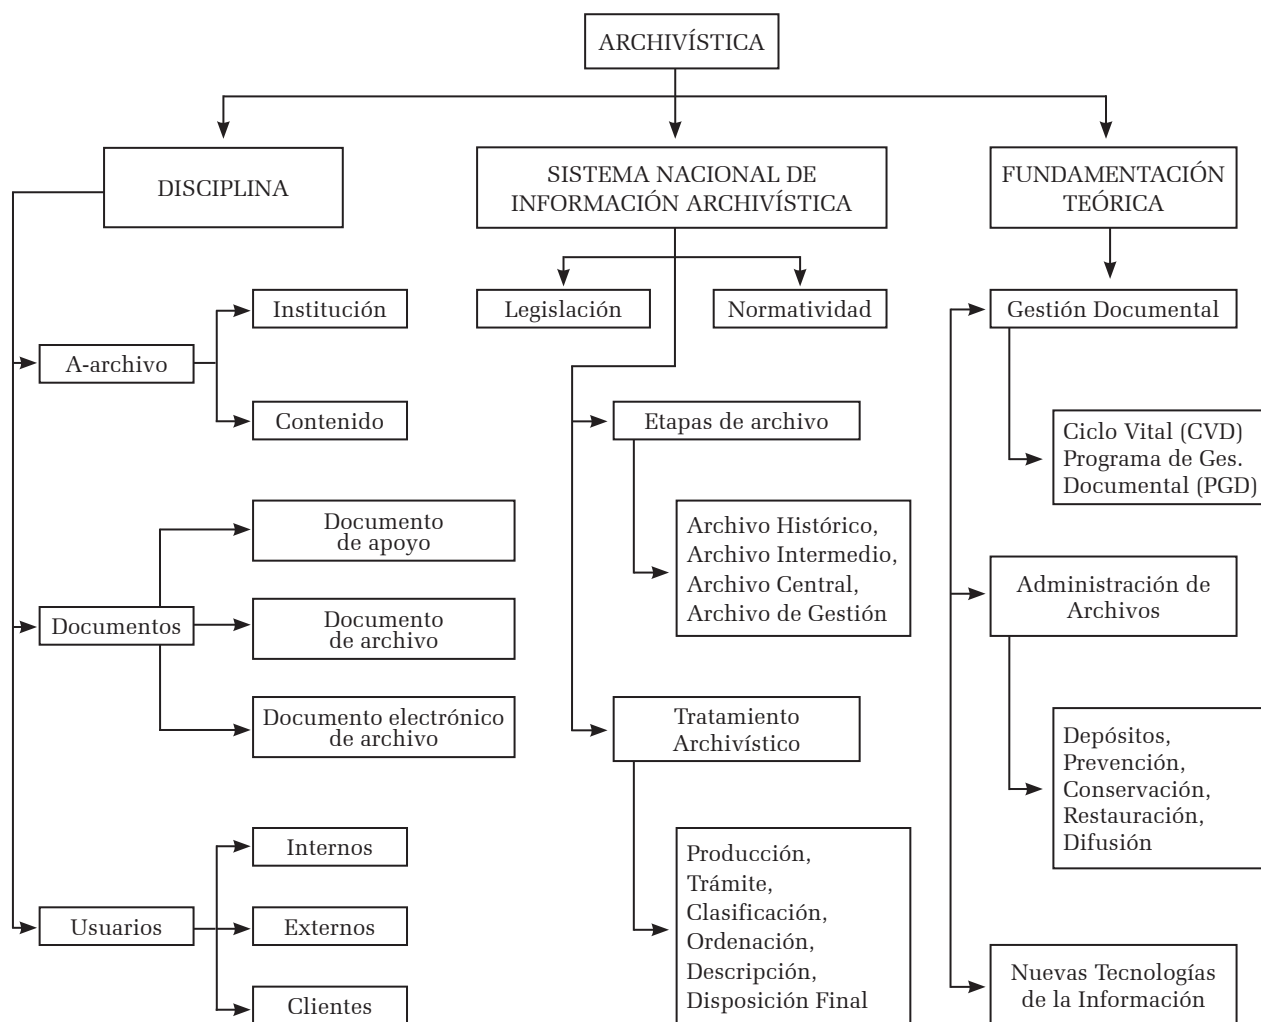 ARCHIVÍSTICA
DISCIPLINA
A-archivo
Institución
Contenido
Documentos
Documento
de apoyo
Documento
de archivo
Documento electrónico
de archivo
Usuarios
Internos
Externos
Clientes
SISTEMA NACIONAL DE
INFORMACIÓN ARCHIVÍSTICA
Legislación
Normatividad
Etapas de archivo
Archivo Histórico,
Archivo Intermedio,
Archivo Central,
Archivo de Gestión
Tratamiento
Archivístico
Producción,
Trámite,
Clasificación,
Ordenación,
Descripción,
Disposición Final
FUNDAMENTACIÓN
TEÓRICA
Gestión Documental
Ciclo Vital (CVD)
Programa de Ges.
Documental (PGD)
Administración de
Archivos
Depósitos,
Prevención,
Conservación,
Restauración,
Difusión
Nuevas Tecnologías
de la Información